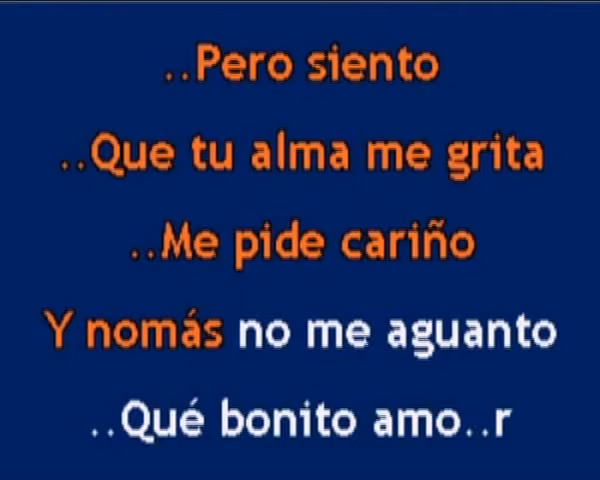 ..Pero siento
..Que tu alma me grita
..Me pide cariño
Y nomás no me aguanto
..Qué bonito amo..r